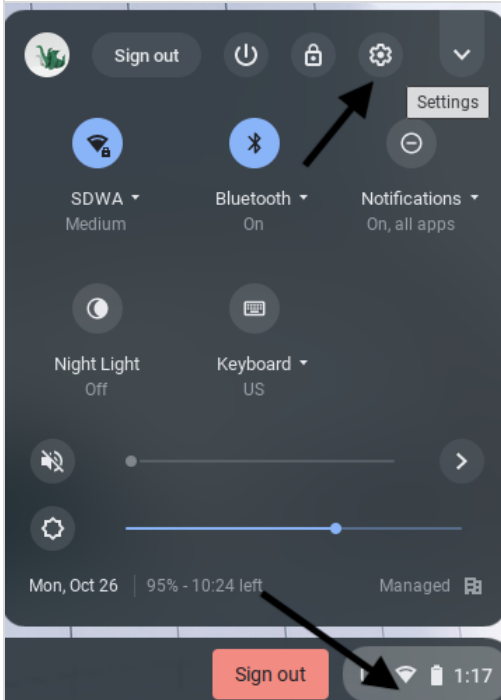 Sign out
Settings
SDWA Bluetooth Notifications
Medium On On, all apps
Night Light Keyboard
Off US
Mon, Oct 26 95% - 10:24 left Managed
Sign out 1:17